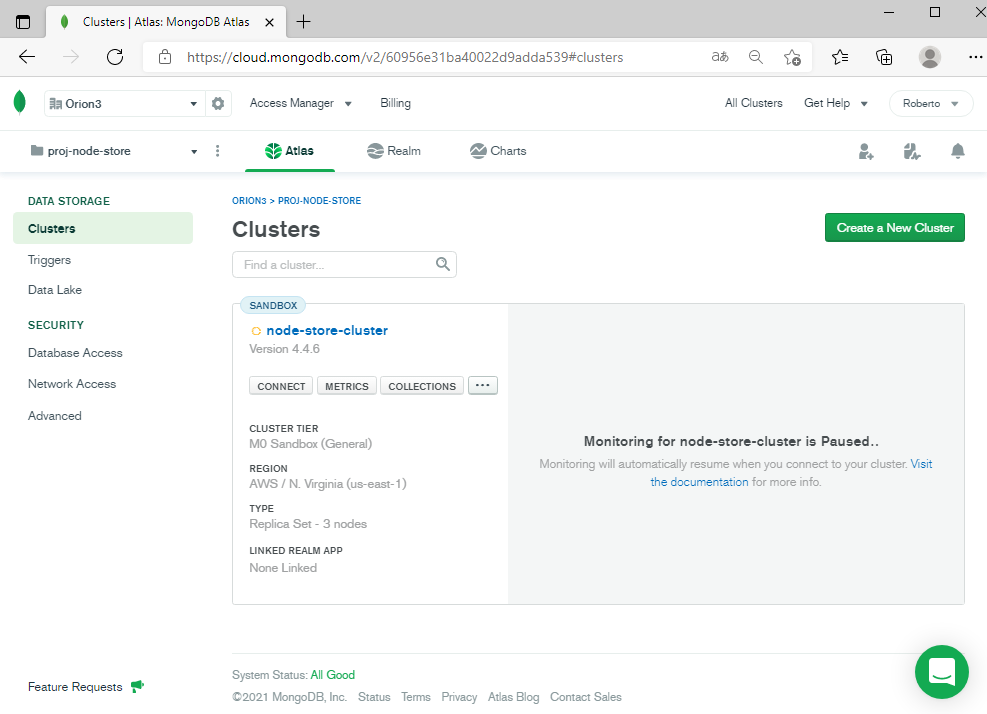 Clusters | Atlas: MongoDB Atlas
https://cloud.mongodb.com/v2/60956e31ba40022d9adda539#clusters
Orion3
Access Manager
Billing
All Clusters
Get Help
Roberto
proj-node-store
Atlas
Realm
Charts
DATA STORAGE
Clusters
Triggers
Data Lake
SECURITY
Database Access
Network Access
Advanced
Feature Requests
ORION3 > PROJ-NODE-STORE
Clusters
Create a New Cluster
Find a cluster...
SANDBOX
node-store-cluster
Version 4.4.6
CONNECT
METRICS
COLLECTIONS
...
CLUSTER TIER
M0 Sandbox (General)
REGION
AWS / N. Virginia (us-east-1)
TYPE
Replica Set - 3 nodes
LINKED REALM APP
None Linked
Monitoring for node-store-cluster is Paused..
Monitoring will automatically resume when you connect to your cluster. Visit
the documentation for more info.
System Status: All Good
©2021 MongoDB, Inc. Status Terms Privacy Atlas Blog Contact Sales